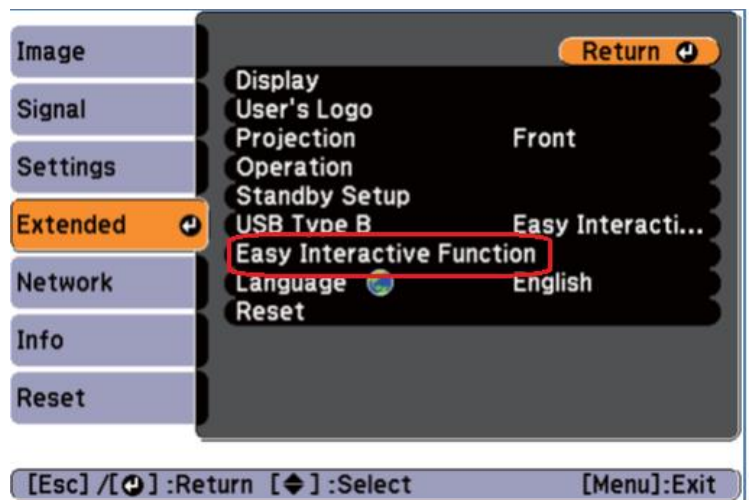 Image
Signal
Settings
Extended
Network
Info
Reset
Return
Display
User's Logo
Projection Front
Operation
Standby Setup
USB Type B Easy Interacti...
Easy Interactive Function
Language English
Reset
[Esc] /[ ] :Return [ ] :Select [Menu]:Exit